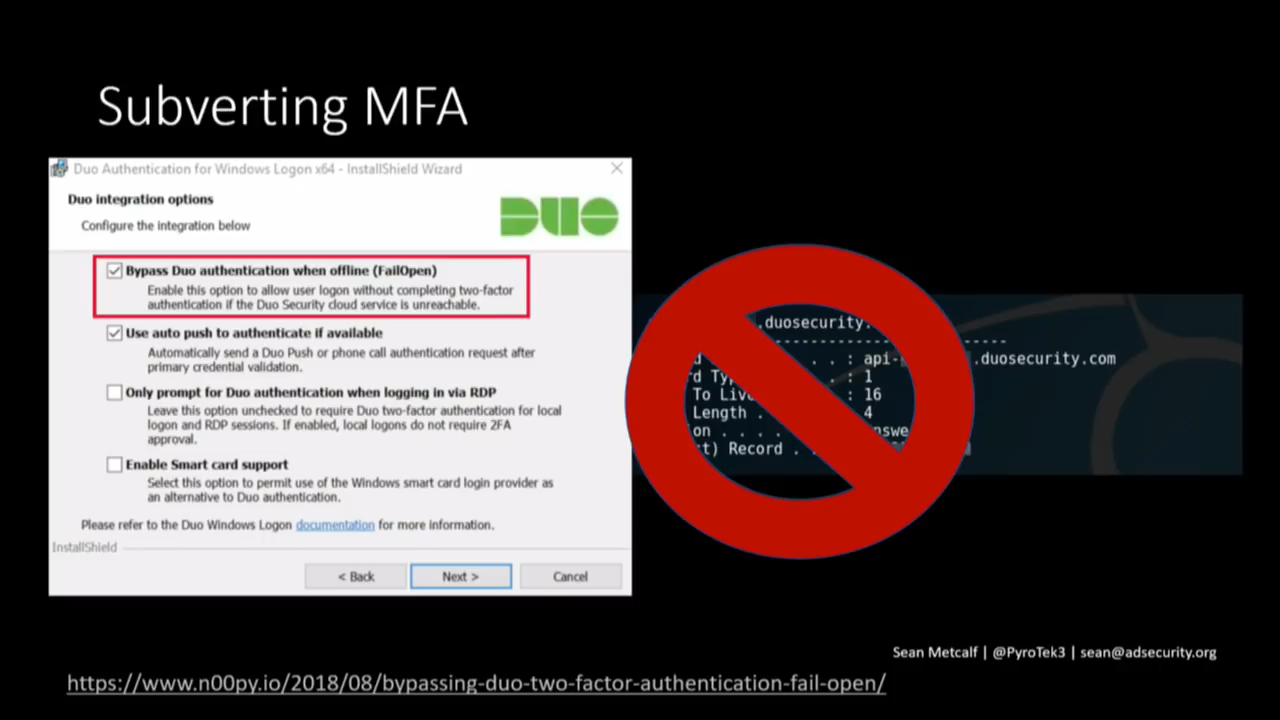 Subverting MFA
Duo Authentication for Windows Logon x64 - InstallShield Wizard
Duo integration options
Configure the integration below
DUO
Bypass Duo authentication when offline (FailOpen)
Enable this option to allow user logon without completing two-factor
authentication if the Duo Security cloud service is unreachable.
Use auto push to authenticate if available
Automatically send a Duo Push or phone call authentication request after
primary credential validation.
Only prompt for Duo authentication when logging in via RDP
Leave this option unchecked to require Duo two-factor authentication for local
logon and RDP sessions. If enabled, local logons do not require 2FA
approval.
Enable Smart card support
Select this option to permit use of the Windows smart card login provider as
an alternative to Duo authentication.
Please refer to the Duo Windows Logon documentation for more information.
InstallShield
< Back
Next >
Cancel
.duosecurity.
- - - - - - - - - - - - - - - - - - -
. . : api- .duosecurity.com
. : 1
To : 16
Length . 4
. . . .
) Record . .
Sean Metcalf | @PyroTek3 | sean@adsecurity.org
https://www.n00py.io/2018/08/bypassing-duo-two-factor-authentication-fail-open/